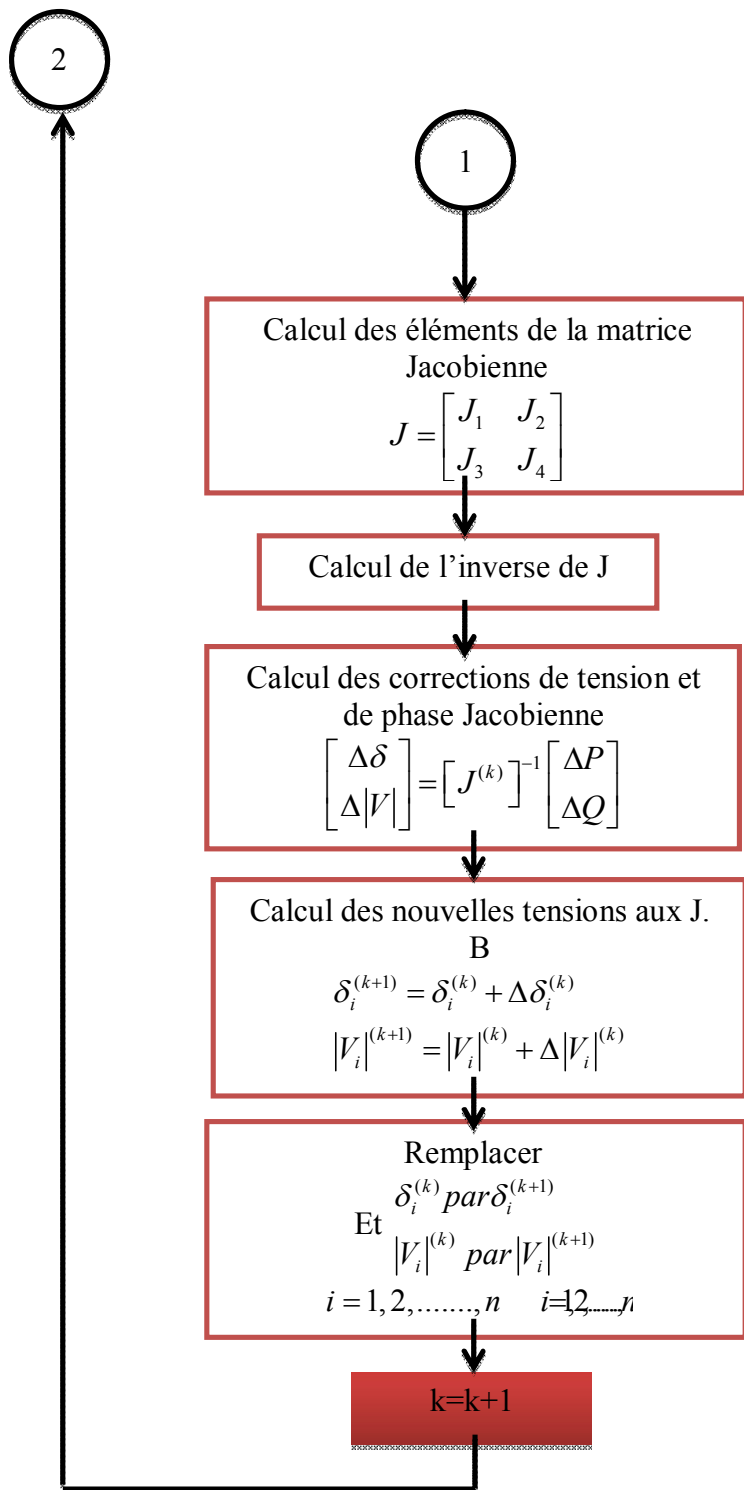 2
1
Calcul des éléments de la matrice
Jacobienne
J = [J₁ J₂
J₃ J₄]
Calcul de l’inverse de J
Calcul des corrections de tension et
de phase Jacobienne
[Δδ
Δ|V|] = [J⁽ᵏ⁾]⁻¹ [ΔP
ΔQ]
Calcul des nouvelles tensions aux J.
B
δᵢ⁽ᵏ⁺¹⁾ = δᵢ⁽ᵏ⁾ + Δδᵢ⁽ᵏ⁾
|Vᵢ|⁽ᵏ⁺¹⁾ = |Vᵢ|⁽ᵏ⁾ + Δ|Vᵢ|⁽ᵏ⁾
Remplacer
δᵢ⁽ᵏ⁾ par δᵢ⁽ᵏ⁺¹⁾
Et
|Vᵢ|⁽ᵏ⁾ par |Vᵢ|⁽ᵏ⁺¹⁾
i = 1, 2, ......., n i=1,2,.......,n
k=k+1